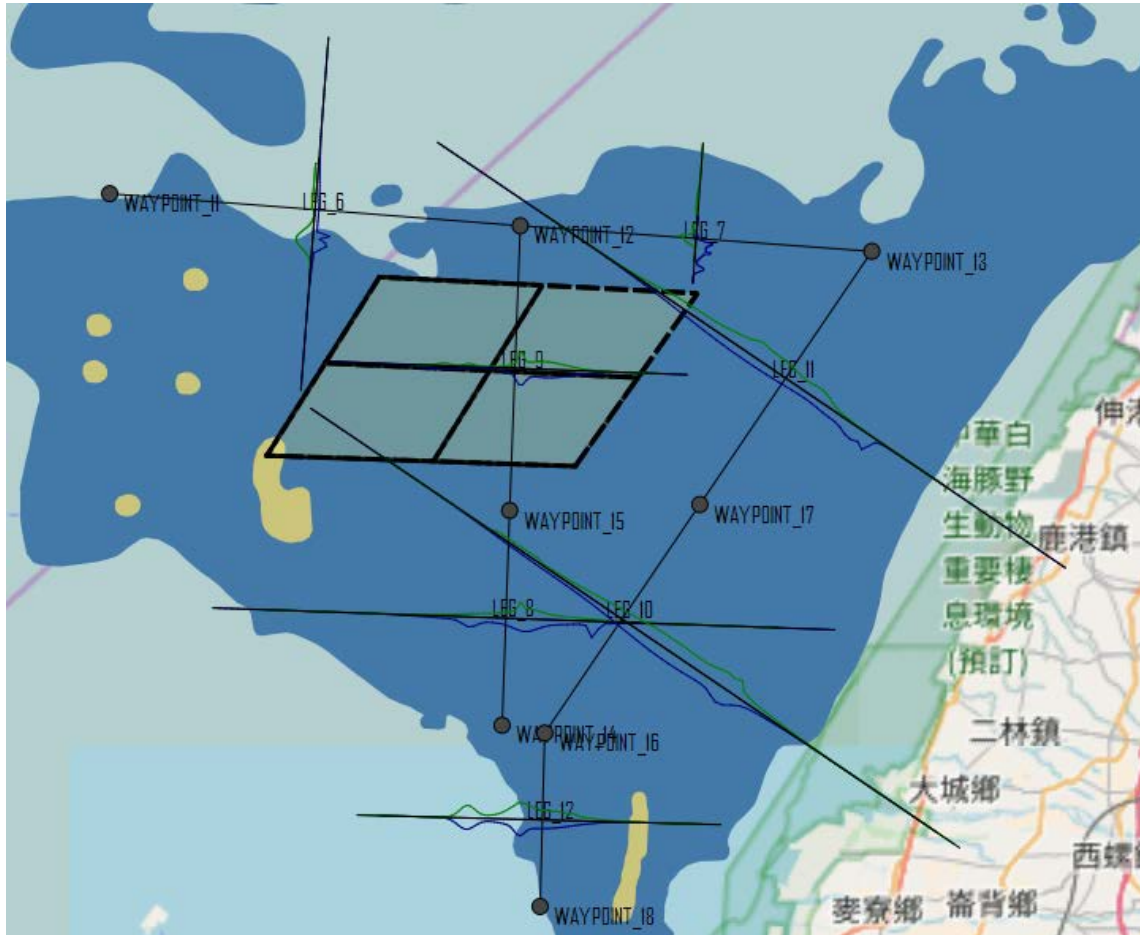 WAYPOINT_11
LEG_6
WAYPOINT_12
LEG_7
WAYPOINT_13
LEG_9
LEG_11
WAYPOINT_15
WAYPOINT_17
中華白
海豚野
生動物
重要棲
息環境
(預訂)
伸港
鹿港鎮
LEG_8
LEG_10
二林鎮
WAYPOINT_14
WAYPOINT_16
大城鄉
LEG_12
西螺鎮
麥寮鄉
崙背鄉
WAYPOINT_18